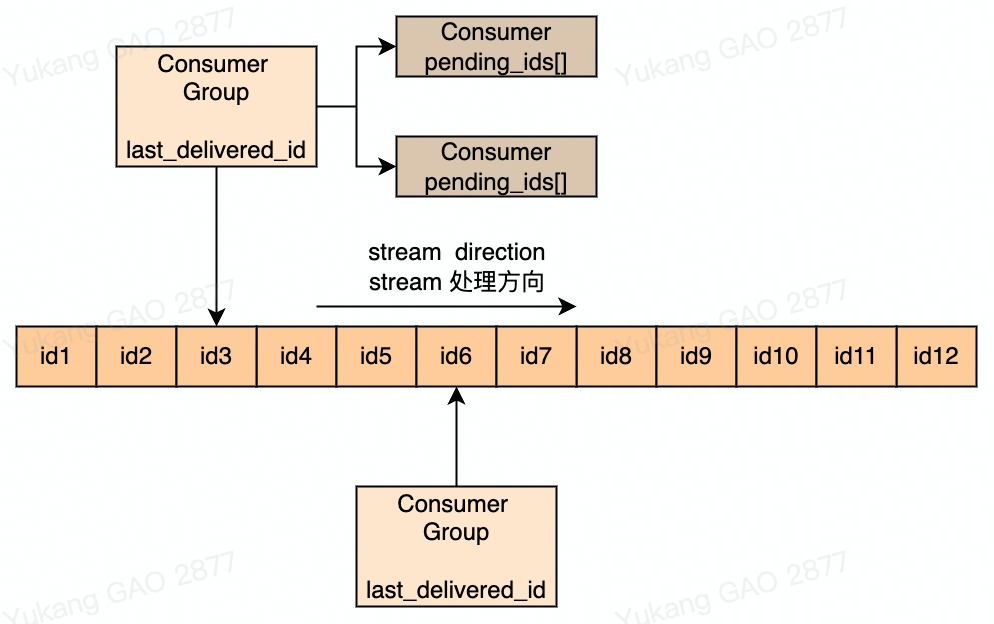 Consumer
Group
last_delivered_id
Consumer
pending_ids[]
Consumer
pending_ids[]
stream direction
stream 处理方向
id1 id2 id3 id4 id5 id6 id7 id8 id9 id10 id11 id12
Consumer
Group
last_delivered_id
Yukang GAO 2877
Yukang GAO 2877
Yukang GAO 2877
Yukang GAO 2877
Yukang GAO 2877
Yukang GAO 2877